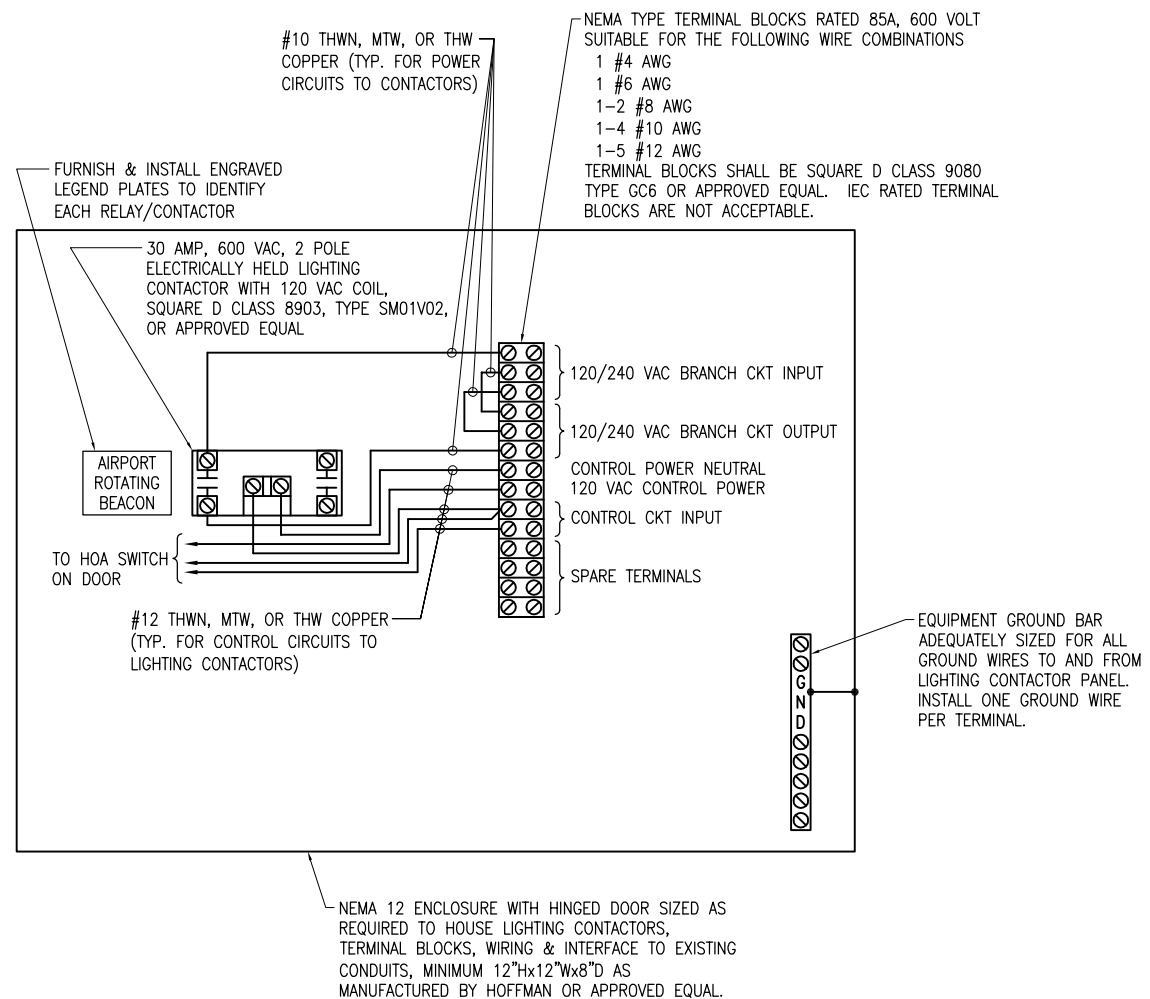 #10 THWN, MTW, OR THW
COPPER (TYP. FOR POWER
CIRCUITS TO CONTACTORS)
NEMA TYPE TERMINAL BLOCKS RATED 85A, 600 VOLT
SUITABLE FOR THE FOLLOWING WIRE COMBINATIONS
1 #4 AWG
1 #6 AWG
1-2 #8 AWG
1-4 #10 AWG
1-5 #12 AWG
TERMINAL BLOCKS SHALL BE SQUARE D CLASS 9080
TYPE GC6 OR APPROVED EQUAL. IEC RATED TERMINAL
BLOCKS ARE NOT ACCEPTABLE.
FURNISH & INSTALL ENGRAVED
LEGEND PLATES TO IDENTIFY
EACH RELAY/CONTACTOR
30 AMP, 600 VAC, 2 POLE
ELECTRICALLY HELD LIGHTING
CONTACTOR WITH 120 VAC COIL,
SQUARE D CLASS 8903, TYPE SM01V02,
OR APPROVED EQUAL
120/240 VAC BRANCH CKT INPUT
120/240 VAC BRANCH CKT OUTPUT
CONTROL POWER NEUTRAL
120 VAC CONTROL POWER
CONTROL CKT INPUT
SPARE TERMINALS
AIRPORT
ROTATING
BEACON
TO HOA SWITCH
ON DOOR
#12 THWN, MTW, OR THW COPPER
(TYP. FOR CONTROL CIRCUITS TO
LIGHTING CONTACTORS)
G
N
D
EQUIPMENT GROUND BAR
ADEQUATELY SIZED FOR ALL
GROUND WIRES TO AND FROM
LIGHTING CONTACTOR PANEL.
INSTALL ONE GROUND WIRE
PER TERMINAL.
NEMA 12 ENCLOSURE WITH HINGED DOOR SIZED AS
REQUIRED TO HOUSE LIGHTING CONTACTORS,
TERMINAL BLOCKS, WIRING & INTERFACE TO EXISTING
CONDUITS, MINIMUM 12"Hx12"Wx8"D AS
MANUFACTURED BY HOFFMAN OR APPROVED EQUAL.